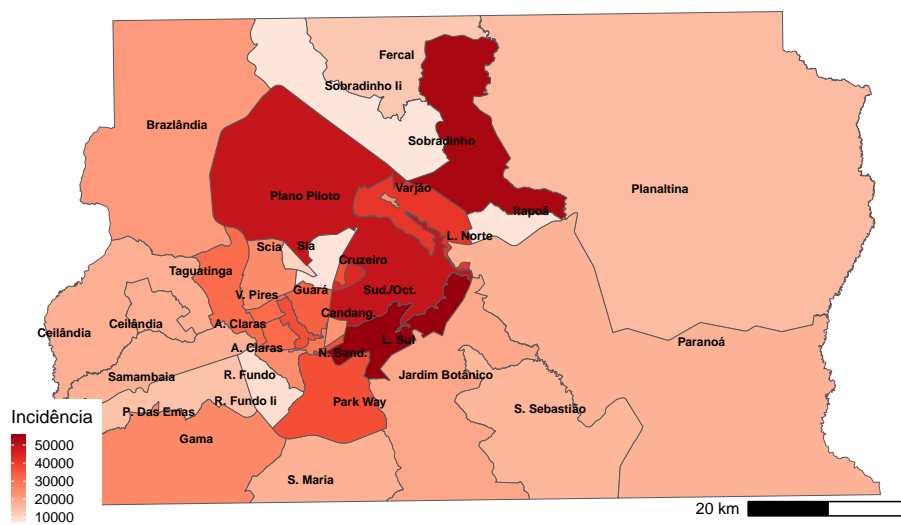 Fercal
Sobradinho Ii
Brazlândia
Sobradinho
Varjão
Planaltina
Plano Piloto
Itapoã
L. Norte
Scia
Sia
Cruzeiro
Taguatinga
V. Pires
Guará
Sud./Oct.
Candang.
Ceilândia
Ceilândia
A. Claras
L. Sul
Paranoá
A. Claras
N. Band.
Samambaia
R. Fundo
Jardim Botânico
P. Das Emas
R. Fundo Ii
Park Way
S. Sebastião
Gama
S. Maria
Incidência
50000
40000
30000
20000
10000
20 km